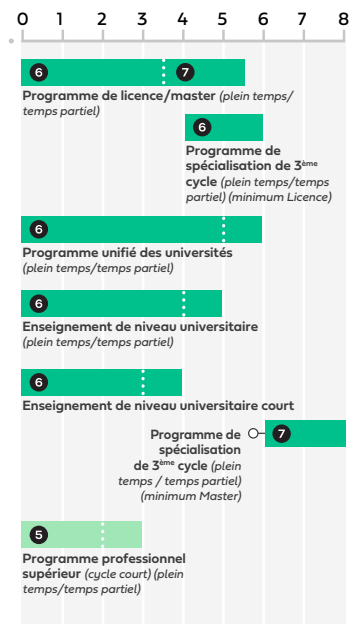 0 1 2 3 4 5 6 7 8
6 7
Programme de licence/master (plein temps/
temps partiel)
6
Programme de
spécialisation de 3ème
cycle (plein temps/temps
partiel) (minimum Licence)
6
Programme unifié des universités
(plein temps/temps partiel)
6
Enseignement de niveau universitaire
(plein temps/temps partiel)
6
Enseignement de niveau universitaire court
7
Programme de
spécialisation
de 3ème cycle (plein
temps / temps partiel)
(minimum Master)
5
Programme professionnel
supérieur (cycle court) (plein
temps/temps partiel)